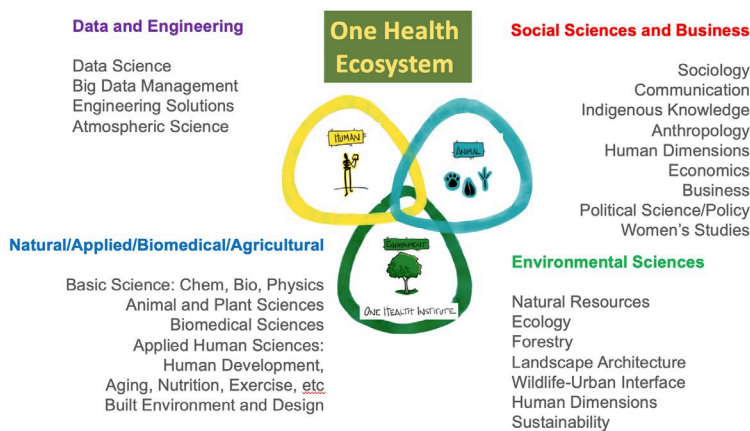 One Health
Ecosystem
Data and Engineering
Data Science
Big Data Management
Engineering Solutions
Atmospheric Science
Social Sciences and Business
Sociology
Communication
Indigenous Knowledge
Anthropology
Human Dimensions
Economics
Business
Political Science/Policy
Women's Studies
HUMAN
ANIMAL
ENVIRONMENT
ONE HEALTH INSTITUTE
Natural/Applied/Biomedical/Agricultural
Basic Science: Chem, Bio, Physics
Animal and Plant Sciences
Biomedical Sciences
Applied Human Sciences:
Human Development,
Aging, Nutrition, Exercise, etc
Built Environment and Design
Environmental Sciences
Natural Resources
Ecology
Forestry
Landscape Architecture
Wildlife-Urban Interface
Human Dimensions
Sustainability